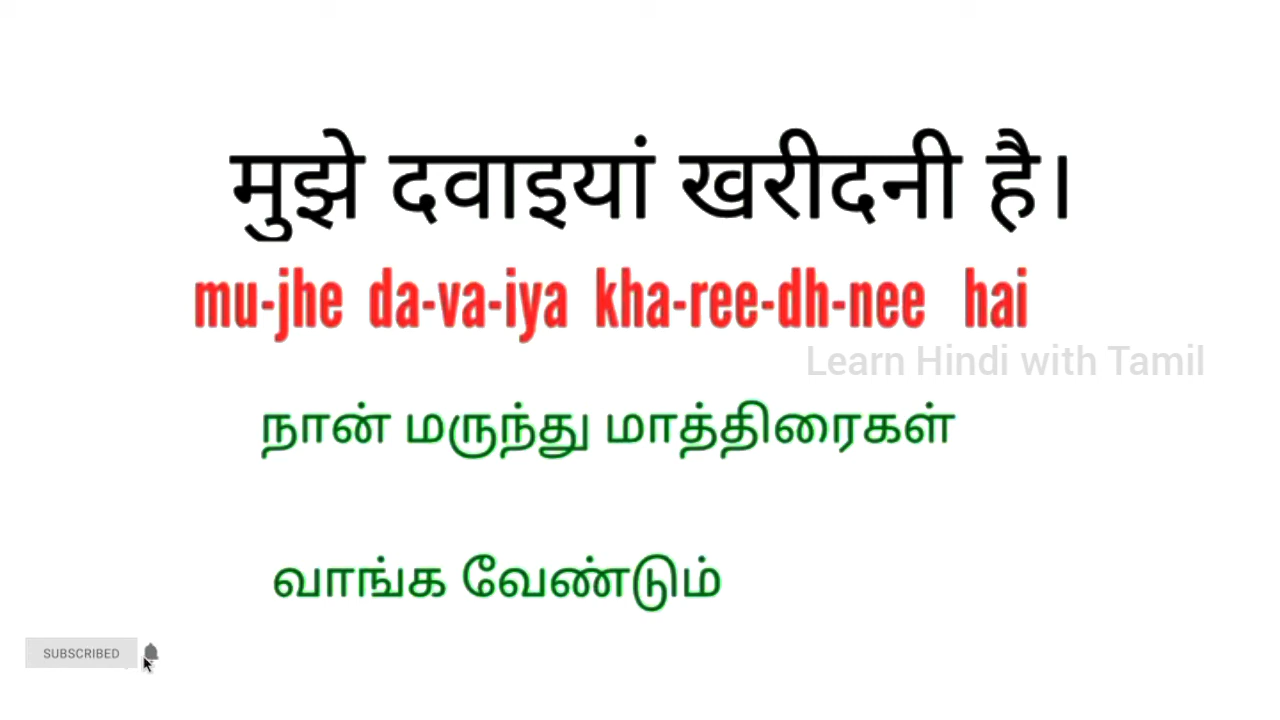 मुझे दवाइयां खरीदनी है।
mu-jhe da-va-iya kha-ree-dh-nee hai
Learn Hindi with Tamil
நான் மருந்து மாத்திரைகள்
வாங்க வேண்டும்
SUBSCRIBED